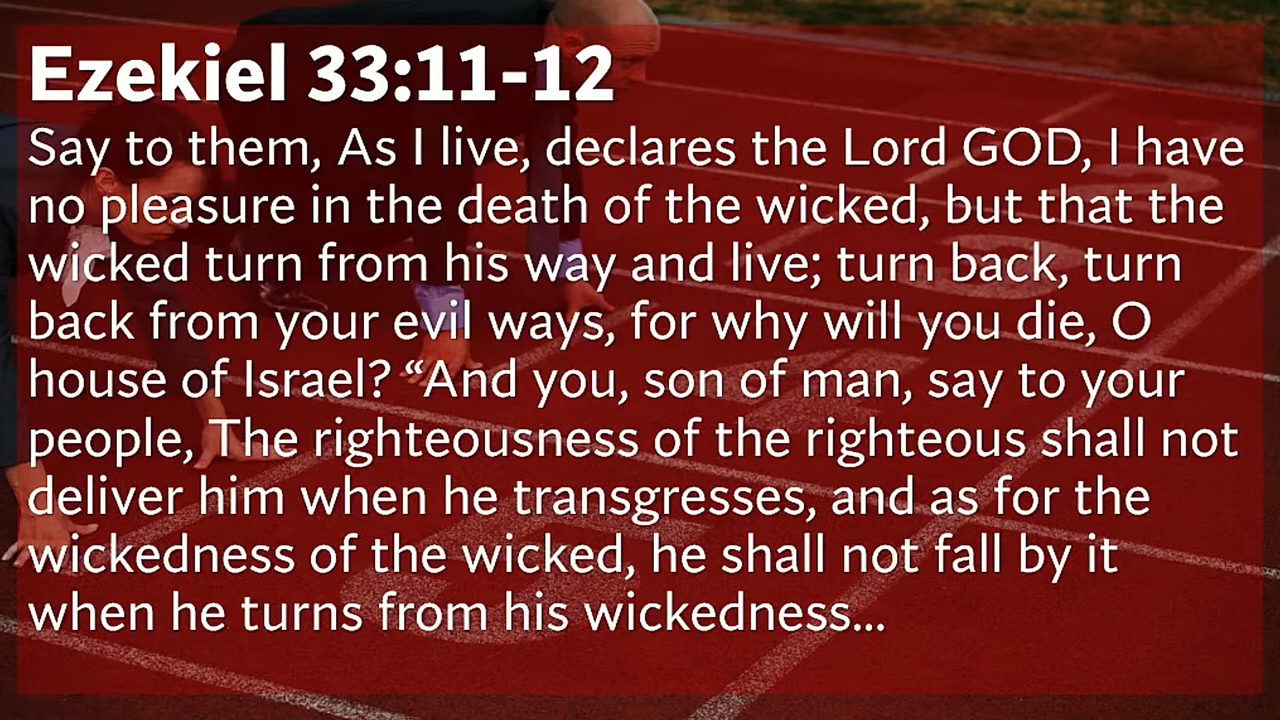 Ezekiel 33:11-12
Say to them, As I live, declares the Lord GOD, I have
no pleasure in the death of the wicked, but that the
wicked turn from his way and live; turn back, turn
back from your evil ways, for why will you die, O
house of Israel? “And you, son of man, say to your
people, The righteousness of the righteous shall not
deliver him when he transgresses, and as for the
wickedness of the wicked, he shall not fall by it
when he turns from his wickedness...